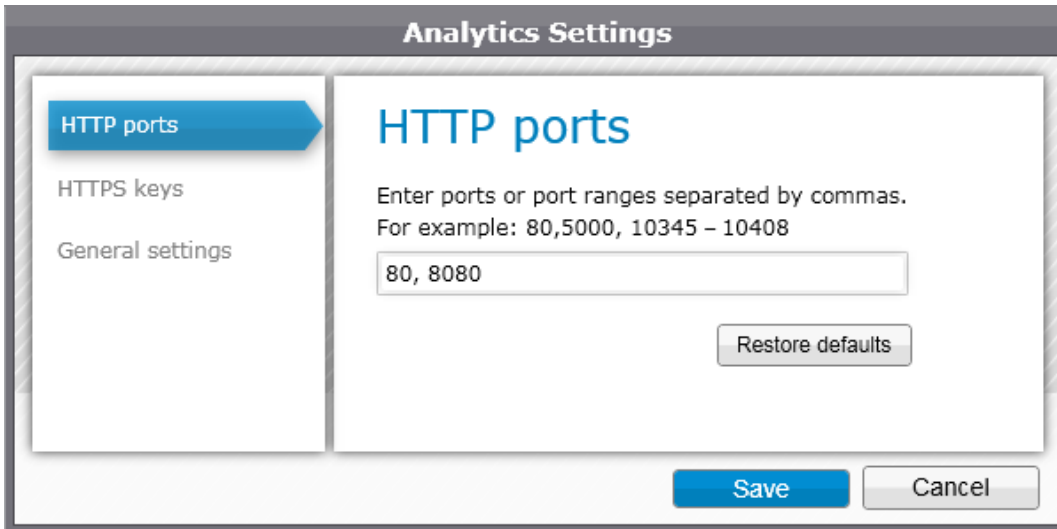 Analytics Settings
HTTP ports
HTTPS keys
General settings
HTTP ports
Enter ports or port ranges separated by commas.
For example: 80,5000, 10345 – 10408
80, 8080
Restore defaults
Save
Cancel